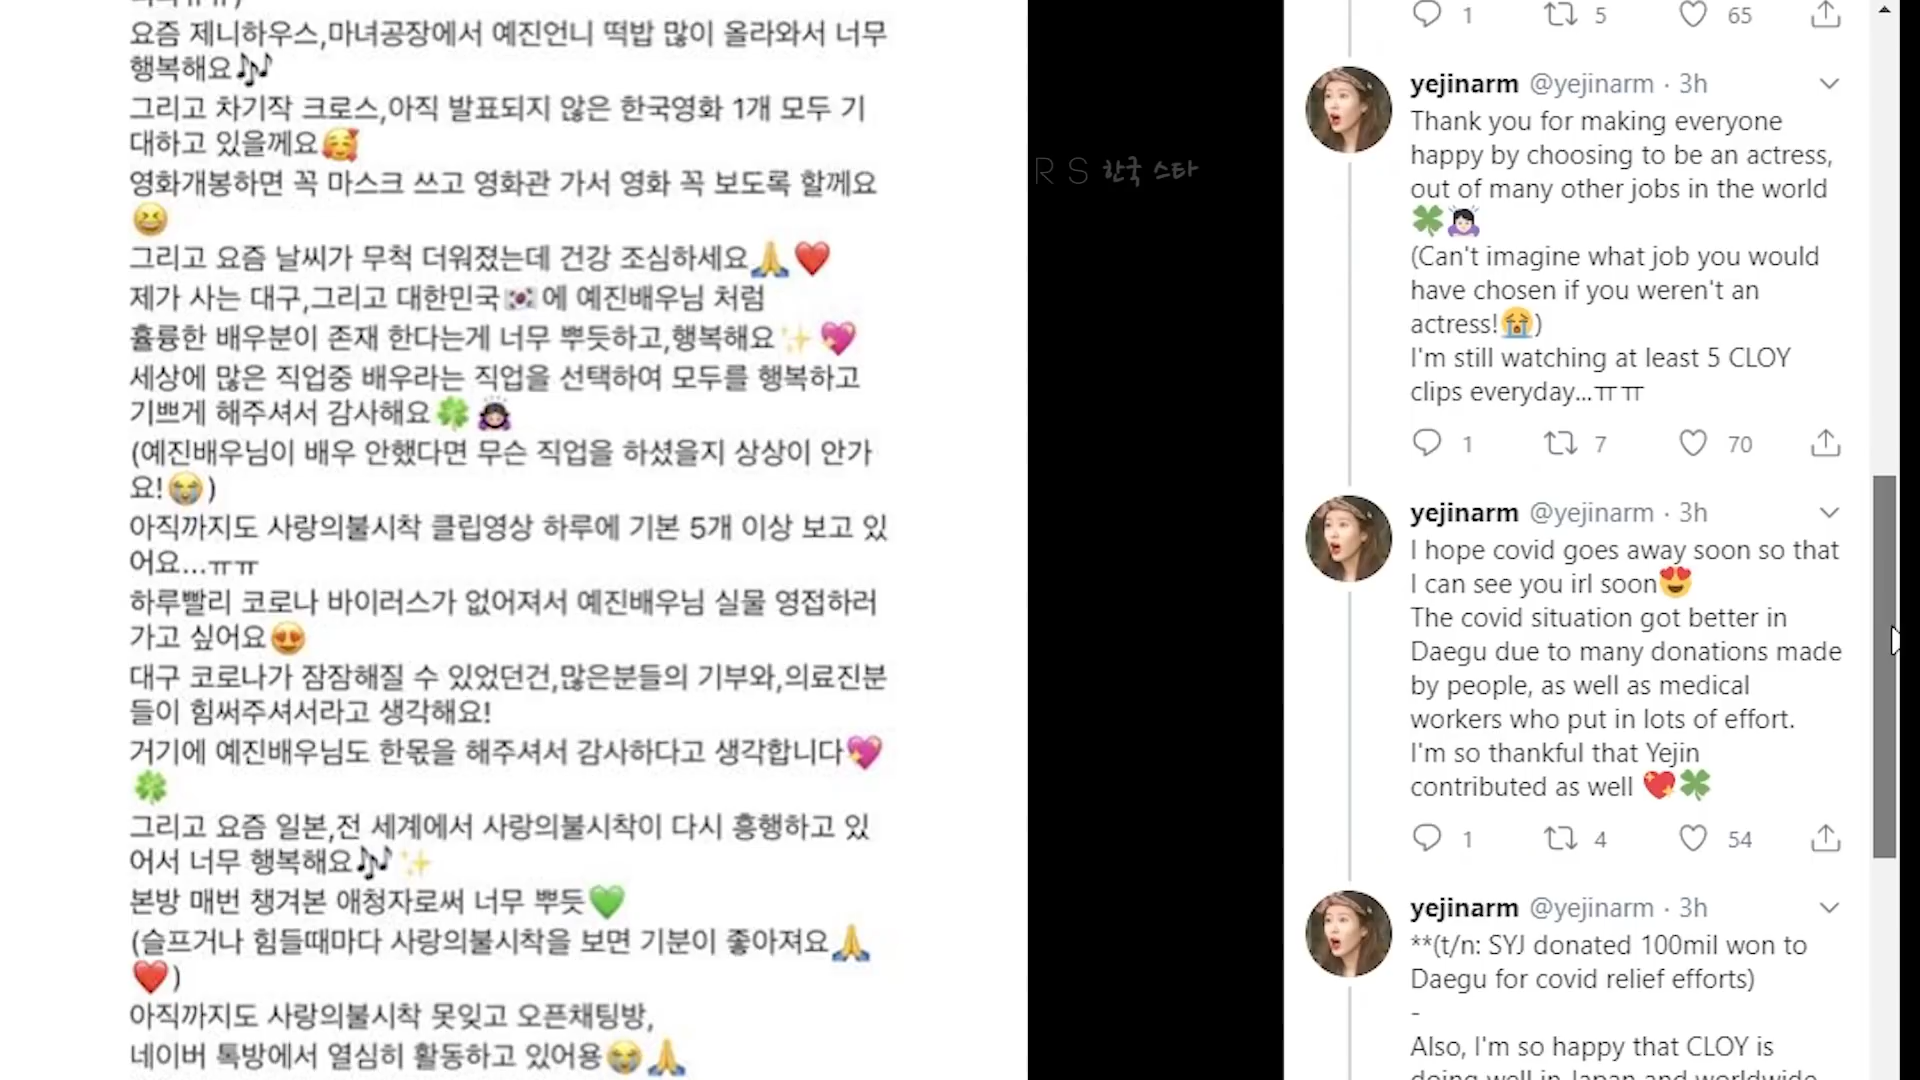 요즘 제니하우스,마녀공장에서 예진언니 떡밥 많이 올라와서 너무
행복해요🎶
그리고 차기작 크로스,아직 발표되지 않은 한국영화 1개 모두 기
대하고 있을께요🥰
영화개봉하면 꼭 마스크 쓰고 영화관 가서 영화 꼭 보도록 할께요
😆
그리고 요즘 날씨가 무척 더워졌는데 건강 조심하세요🙏❤️
제가 사는 대구,그리고 대한민국🇰🇷에 예진배우님 처럼
휼륭한 배우분이 존재 한다는게 너무 뿌듯하고,행복해요✨💖
세상에 많은 직업중 배우라는 직업을 선택하여 모두를 행복하고
기쁘게 해주셔서 감사해요🍀🙇🏻‍♀️
(예진배우님이 배우 안했다면 무슨 직업을 하셨을지 상상이 안가
요!😭)
아직까지도 사랑의불시착 클립영상 하루에 기본 5개 이상 보고 있
어요...ㅠㅠ
하루빨리 코로나 바이러스가 없어져서 예진배우님 실물 영접하러
가고 싶어요😍
대구 코로나가 잠잠해질 수 있었던건,많은분들의 기부와,의료진분
들이 힘써주셔서라고 생각해요!
거기에 예진배우님도 한몫을 해주셔서 감사하다고 생각합니다💖
🍀
그리고 요즘 일본,전 세계에서 사랑의불시착이 다시 흥행하고 있
어서 너무 행복해요🎶✨
본방 매번 챙겨본 애청자로써 너무 뿌듯💚
(슬프거나 힘들때마다 사랑의불시착을 보면 기분이 좋아져요🙏
❤️)
아직까지도 사랑의불시착 못잊고 오픈채팅방,
네이버 톡방에서 열심히 활동하고 있어용😭🙏
R S 한국 스타
1 5 65
yejinarm @yejinarm · 3h
Thank you for making everyone
happy by choosing to be an actress,
out of many other jobs in the world
🍀🙇🏻‍♀️
(Can't imagine what job you would
have chosen if you weren't an
actress!😭)
I'm still watching at least 5 CLOY
clips everyday...ㅠㅠ
1 7 70
yejinarm @yejinarm · 3h
I hope covid goes away soon so that
I can see you irl soon😍
The covid situation got better in
Daegu due to many donations made
by people, as well as medical
workers who put in lots of effort.
I'm so thankful that Yejin
contributed as well 💖🍀
1 4 54
yejinarm @yejinarm · 3h
**(t/n: SYJ donated 100mil won to
Daegu for covid relief efforts)
-
Also, I'm so happy that CLOY is
doing well in Japan and worldwide